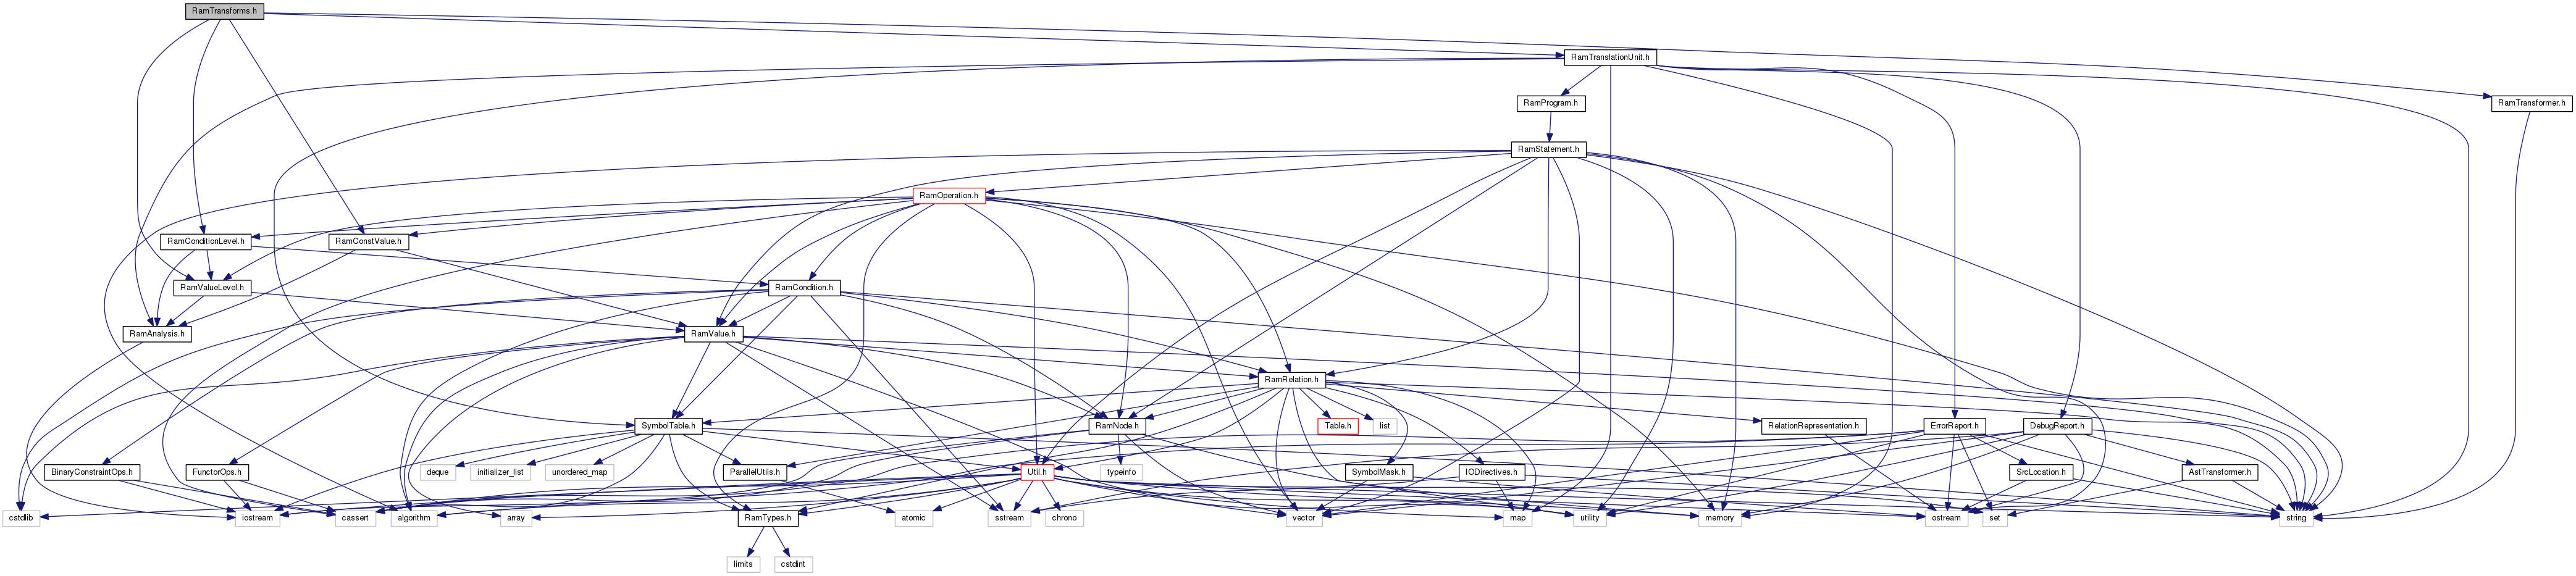 RamTransforms.h
RamTranslationUnit.h
RamProgram.h
RamTransformer.h
RamStatement.h
RamOperation.h
RamConditionLevel.h
RamConstValue.h
RamValueLevel.h
RamCondition.h
RamAnalysis.h
RamValue.h
RamRelation.h
SymbolTable.h
RamNode.h
Table.h
list
RelationRepresentation.h
ErrorReport.h
DebugReport.h
BinaryConstraintOps.h
FunctorOps.h
deque
initializer_list
unordered_map
ParallelUtils.h
Util.h
typeinfo
SymbolMask.h
IODirectives.h
SrcLocation.h
AstTransformer.h
cstdlib
iostream
cassert
algorithm
array
RamTypes.h
atomic
sstream
chrono
vector
map
utility
memory
ostream
set
string
limits
cstdint